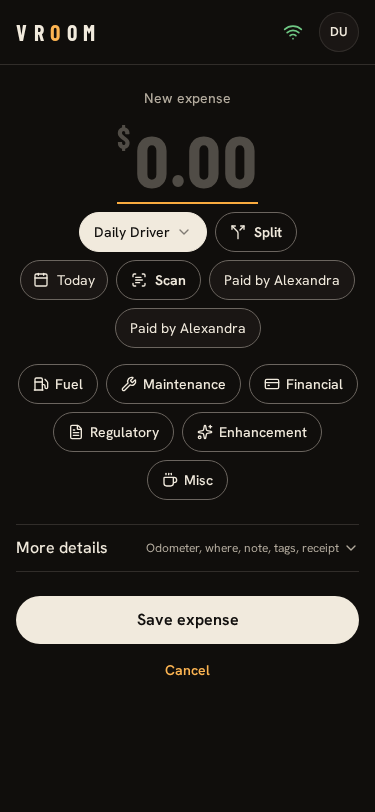 VROOM
DU
New expense
$0.00
Daily Driver
Split
Today
Scan
Paid by Alexandra
Paid by Alexandra
Fuel
Maintenance
Financial
Regulatory
Enhancement
Misc
More details
Odometer, where, note, tags, receipt
Save expense
Cancel